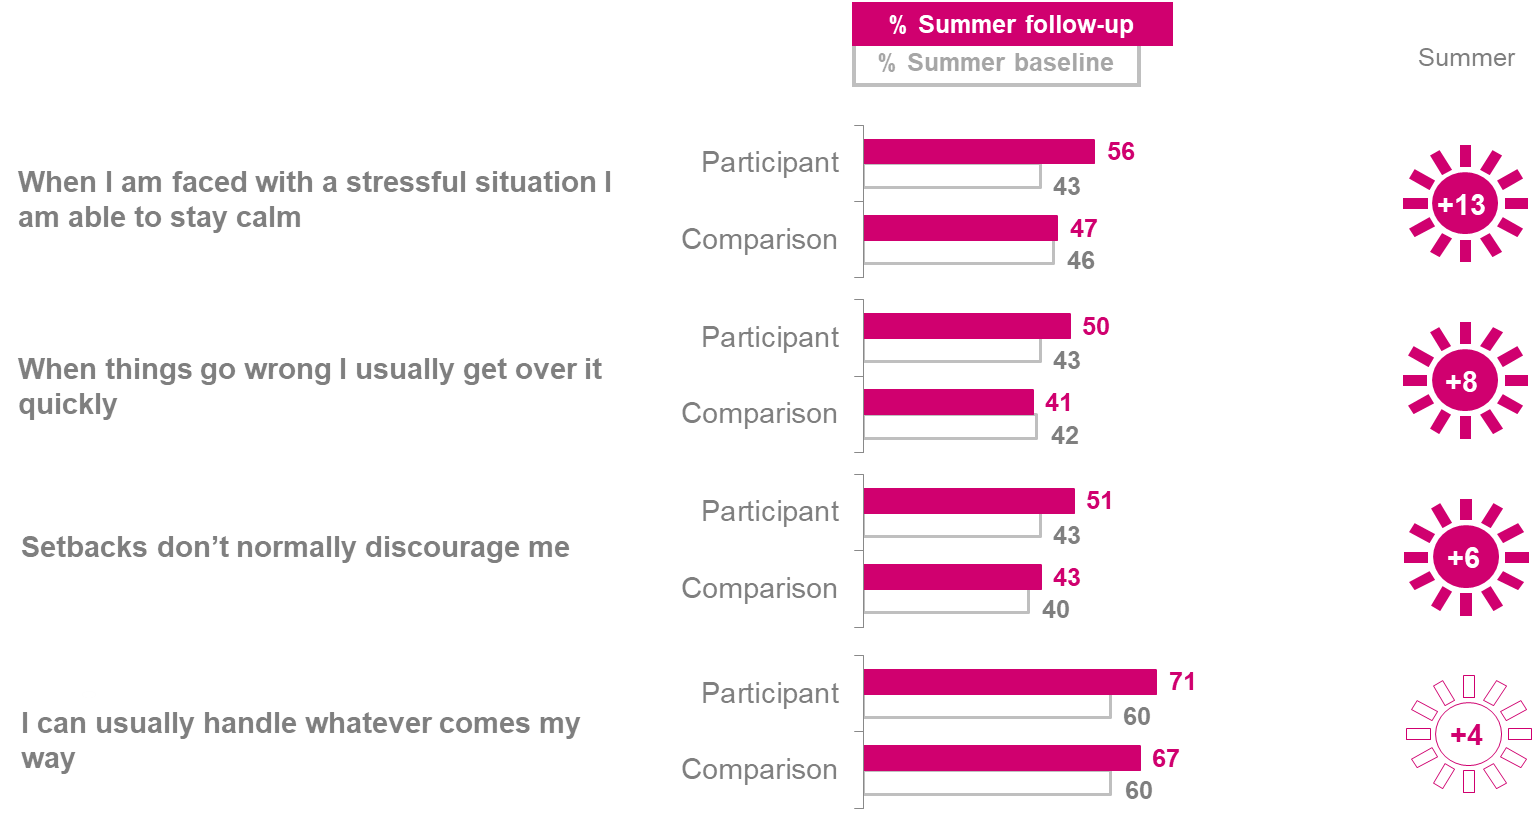 % Summer follow-up
% Summer baseline
Summer
When I am faced with a stressful situation I
am able to stay calm
Participant
56
43
Comparison
47
46
+13
When things go wrong I usually get over it
quickly
Participant
50
43
Comparison
41
42
+8
Setbacks don’t normally discourage me
Participant
51
43
Comparison
43
40
+6
I can usually handle whatever comes my
way
Participant
71
60
Comparison
67
60
+4